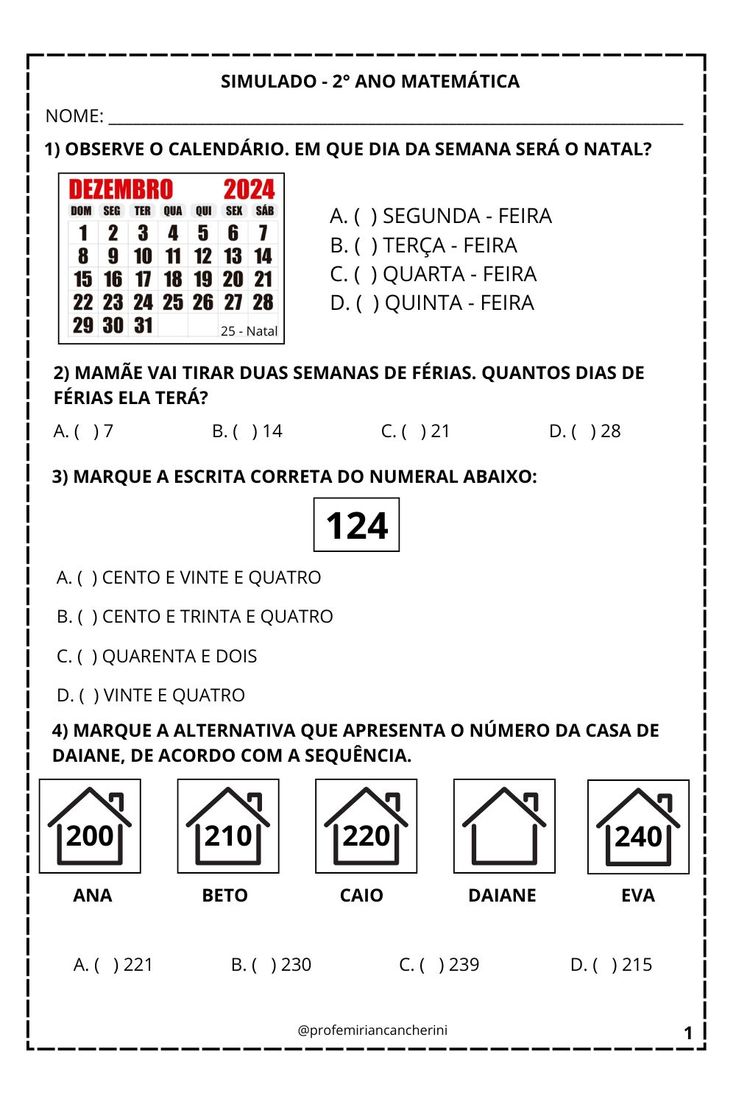 SIMULADO - 2° ANO MATEMÁTICA
NOME: ____________________________________________________________
1) OBSERVE O CALENDÁRIO. EM QUE DIA DA SEMANA SERÁ O NATAL?
DEZEMBRO 2024
DOM SEG TER QUA QUI SEX SÁB
1 2 3 4 5 6 7
8 9 10 11 12 13 14
15 16 17 18 19 20 21
22 23 24 25 26 27 28
29 30 31
25 - Natal
A. ( ) SEGUNDA - FEIRA
B. ( ) TERÇA - FEIRA
C. ( ) QUARTA - FEIRA
D. ( ) QUINTA - FEIRA
2) MAMÃE VAI TIRAR DUAS SEMANAS DE FÉRIAS. QUANTOS DIAS DE
FÉRIAS ELA TERÁ?
A. ( ) 7 B. ( ) 14 C. ( ) 21 D. ( ) 28
3) MARQUE A ESCRITA CORRETA DO NUMERAL ABAIXO:
124
A. ( ) CENTO E VINTE E QUATRO
B. ( ) CENTO E TRINTA E QUATRO
C. ( ) QUARENTA E DOIS
D. ( ) VINTE E QUATRO
4) MARQUE A ALTERNATIVA QUE APRESENTA O NÚMERO DA CASA DE
DAIANE, DE ACORDO COM A SEQUÊNCIA.
200 210 220 240
ANA BETO CAIO DAIANE EVA
A. ( ) 221 B. ( ) 230 C. ( ) 239 D. ( ) 215
@profemiriancancherini
1